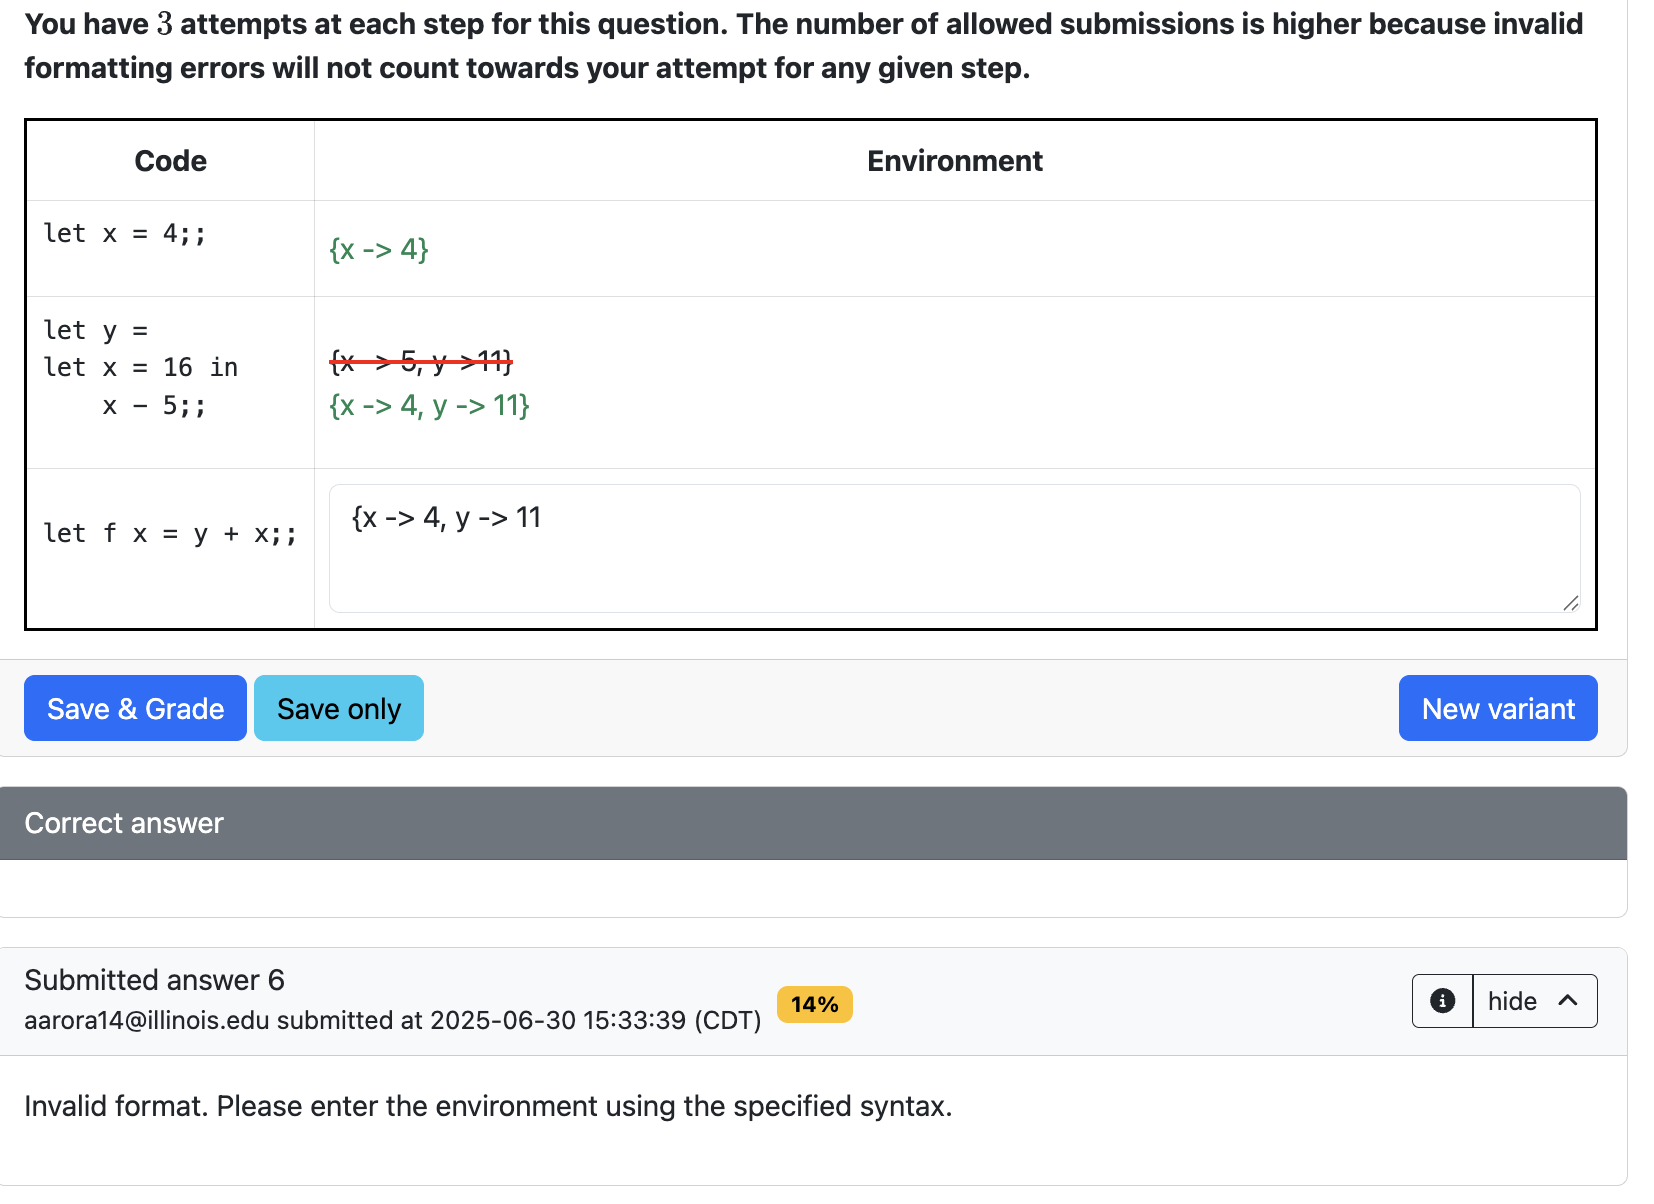 You have 3 attempts at each step for this question. The number of allowed submissions is higher because invalid
formatting errors will not count towards your attempt for any given step.
Code
Environment
let x = 4;;
{x -> 4}
let y =
let x = 16 in
x - 5;;
{x -> 5, y ->11}
{x -> 4, y -> 11}
let f x = y + x;;
{x -> 4, y -> 11
Save & Grade
Save only
New variant
Correct answer
Submitted answer 6
aarora14@illinois.edu submitted at 2025-06-30 15:33:39 (CDT)
14%
hide
Invalid format. Please enter the environment using the specified syntax.